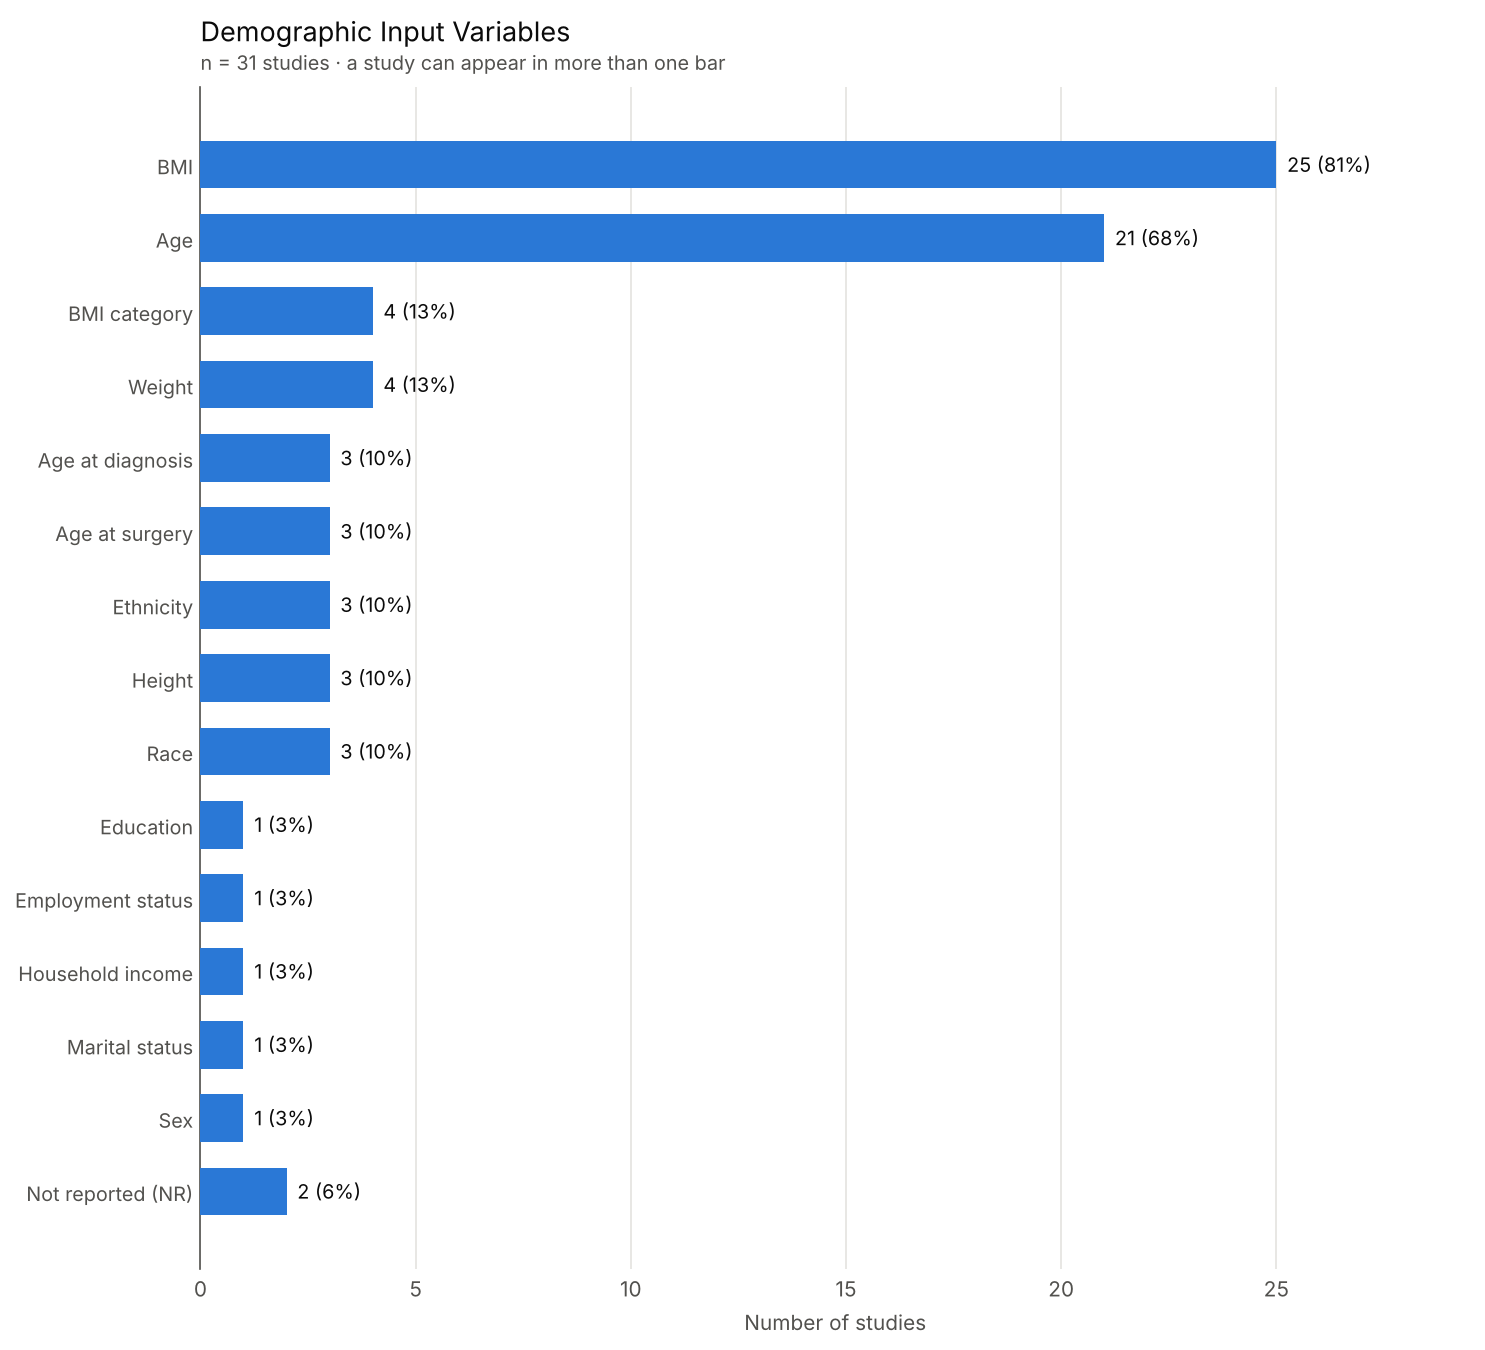 Demographic Input Variables
n = 31 studies · a study can appear in more than one bar
BMI 25 (81%)
Age 21 (68%)
BMI category 4 (13%)
Weight 4 (13%)
Age at diagnosis 3 (10%)
Age at surgery 3 (10%)
Ethnicity 3 (10%)
Height 3 (10%)
Race 3 (10%)
Education 1 (3%)
Employment status 1 (3%)
Household income 1 (3%)
Marital status 1 (3%)
Sex 1 (3%)
Not reported (NR) 2 (6%)
0 5 10 15 20 25
Number of studies